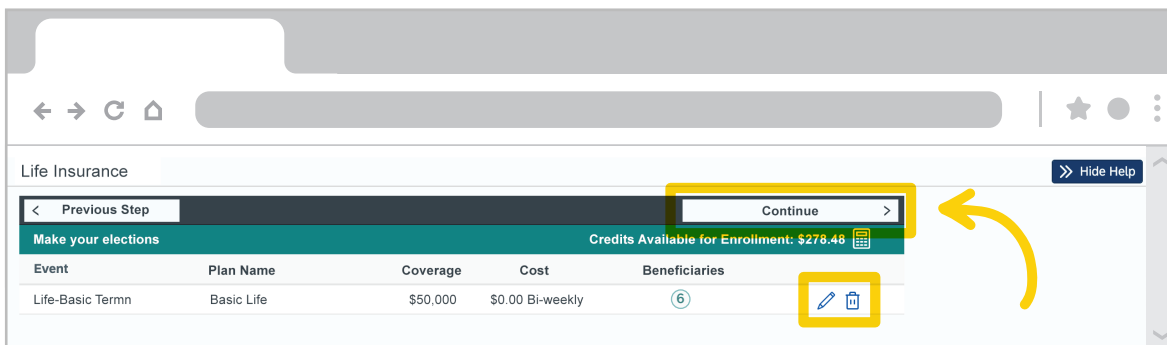 Life Insurance
Hide Help
Previous Step
Continue
Make your elections
Credits Available for Enrollment: $278.48
Event Plan Name Coverage Cost Beneficiaries
Life-Basic Termn Basic Life $50,000 $0.00 Bi-weekly 6